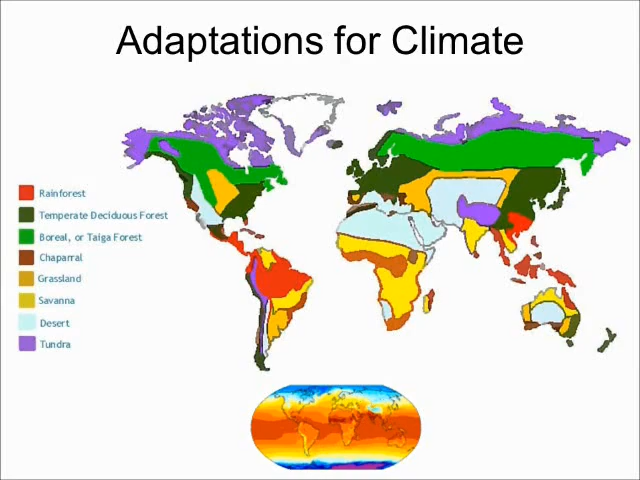 Adaptations for Climate
Rainforest
Temperate Deciduous Forest
Boreal, or Taiga Forest
Chaparral
Grassland
Savanna
Desert
Tundra